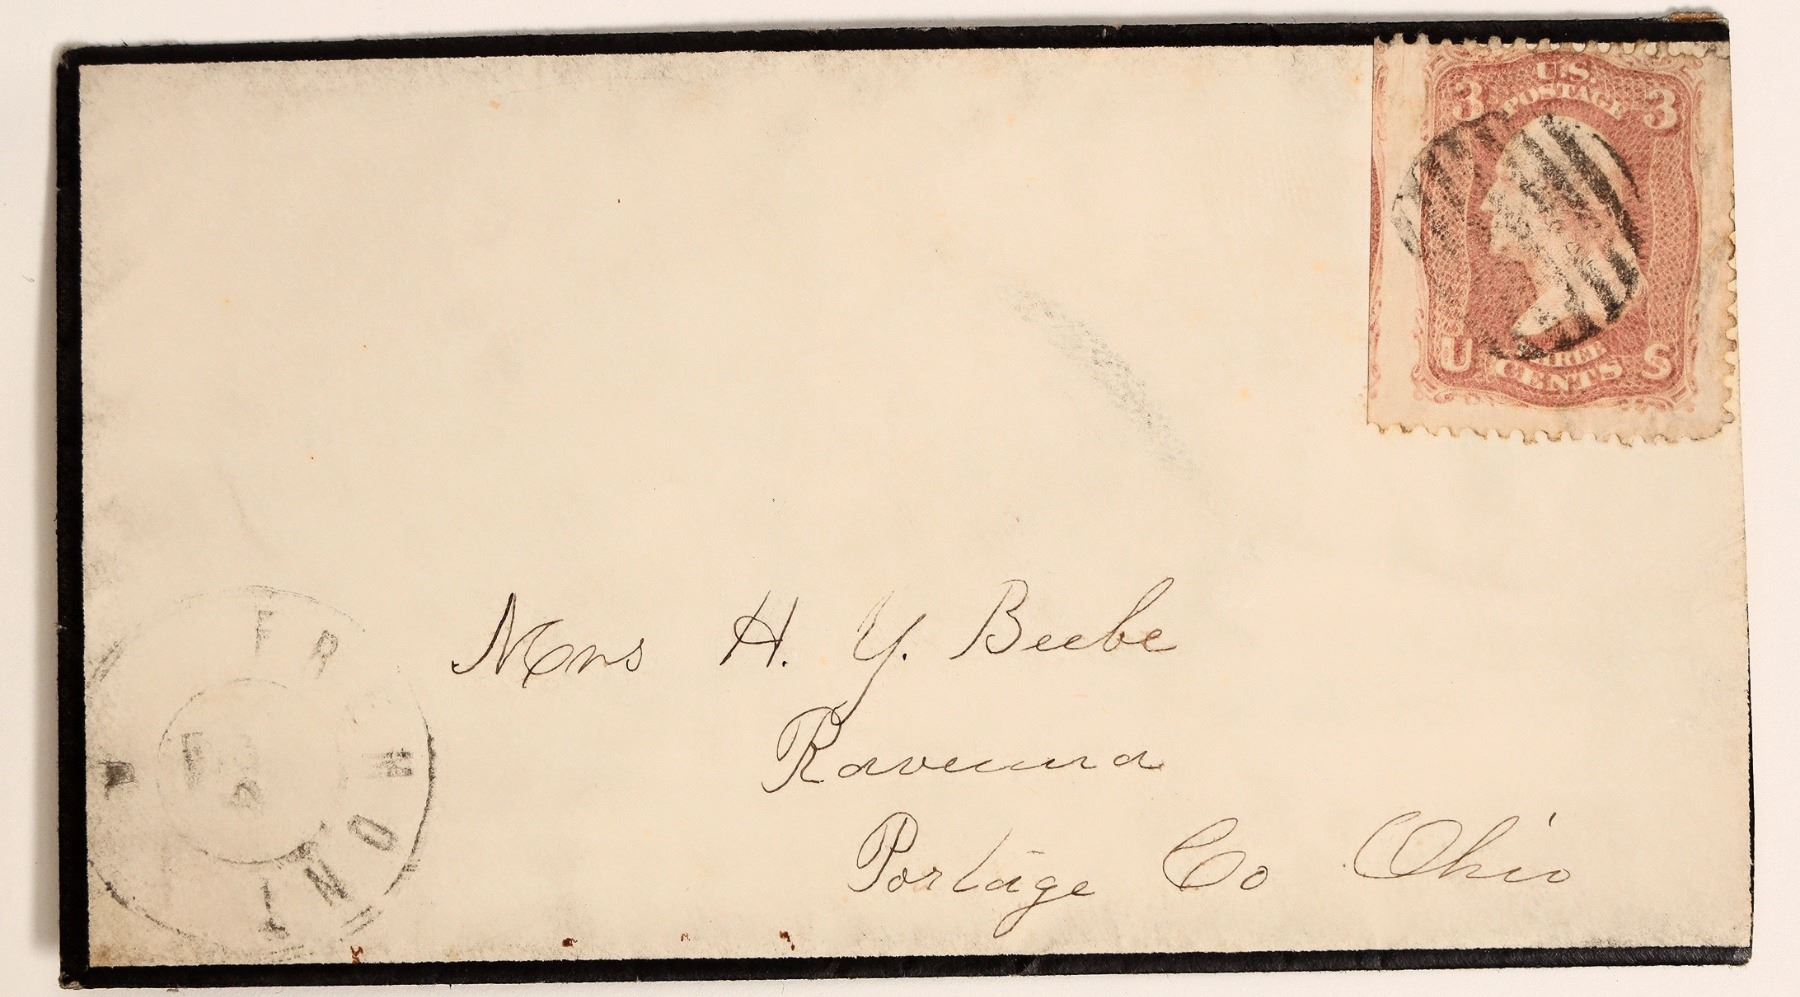 3 U.S. POSTAGE 3
U THREE CENTS S
Mrs H. Y. Beebe
Ravenna
Portage Co Ohio